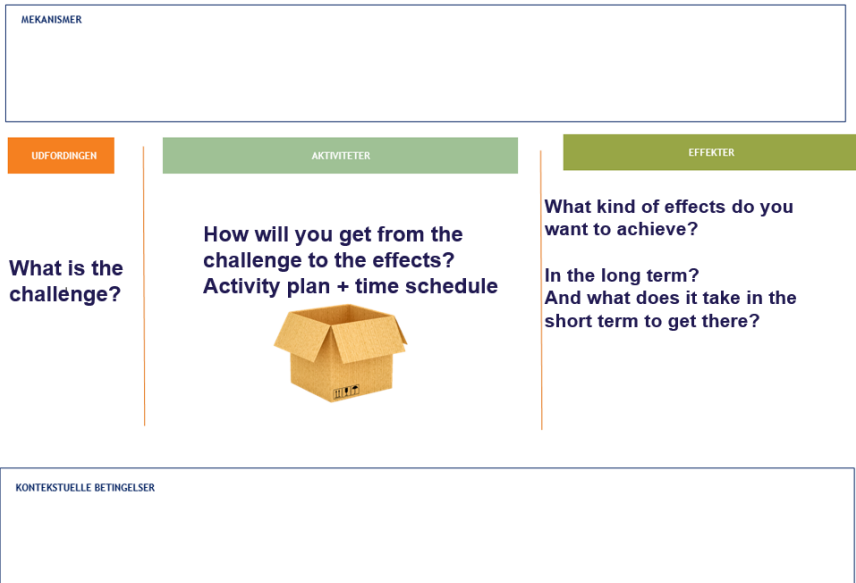 MEKANISMER
UDFORDINGEN
AKTIVITETER
EFFEKTER
What is the
challenge?
How will you get from the
challenge to the effects?
Activity plan + time schedule
What kind of effects do you
want to achieve?
In the long term?
And what does it take in the
short term to get there?
KONTEKSTUELLE BETINGELSER